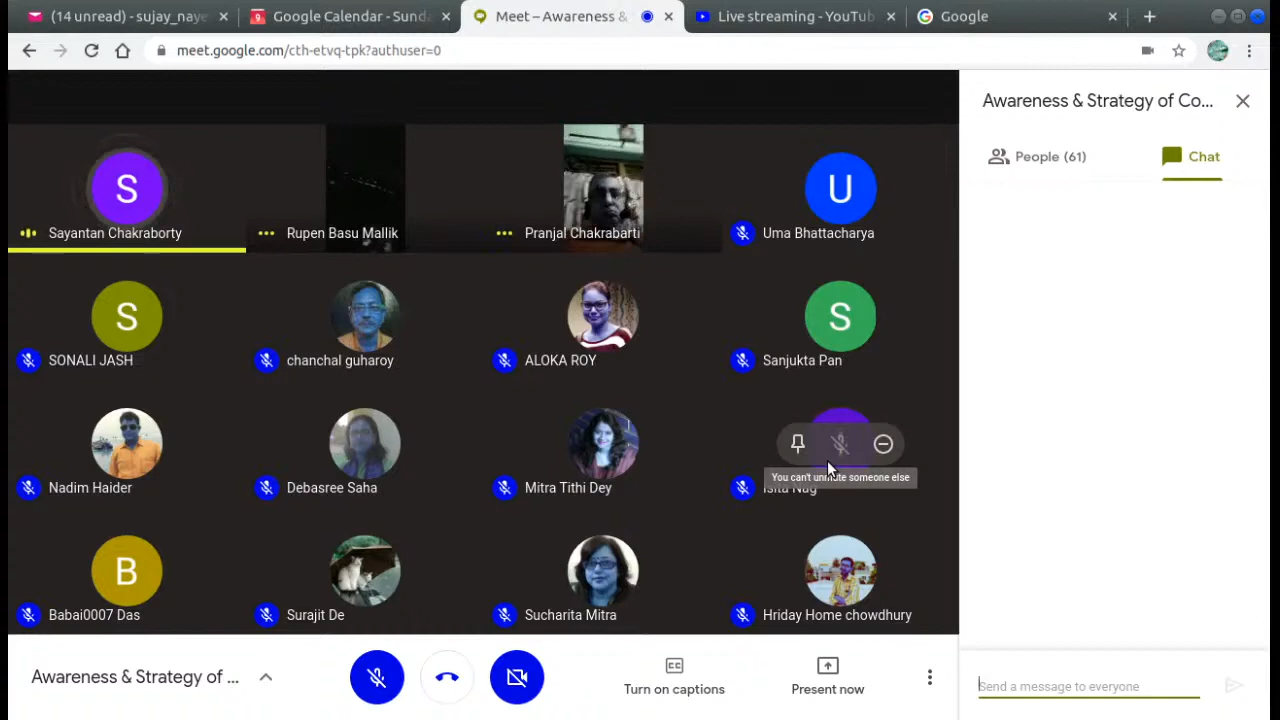 (14 unread) - sujay_naye
Google Calendar - Sund
9
Meet – Awareness &
Live streaming - YouTub
Google
meet.google.com/cth-etvq-tpk?authuser=0
Awareness & Strategy of Co...
People (61)
Chat
S
Sayantan Chakraborty
Rupen Basu Mallik
Pranjal Chakrabarti
U
Uma Bhattacharya
S
SONALI JASH
chanchal guharoy
ALOKA ROY
S
Sanjukta Pan
Nadim Haider
Debasree Saha
Mitra Tithi Dey
You can't unmute someone else
Isita Nag
B
Babai0007 Das
Surajit De
Sucharita Mitra
Hriday Home chowdhury
Awareness & Strategy of ...
CC
Turn on captions
Present now
Send a message to everyone